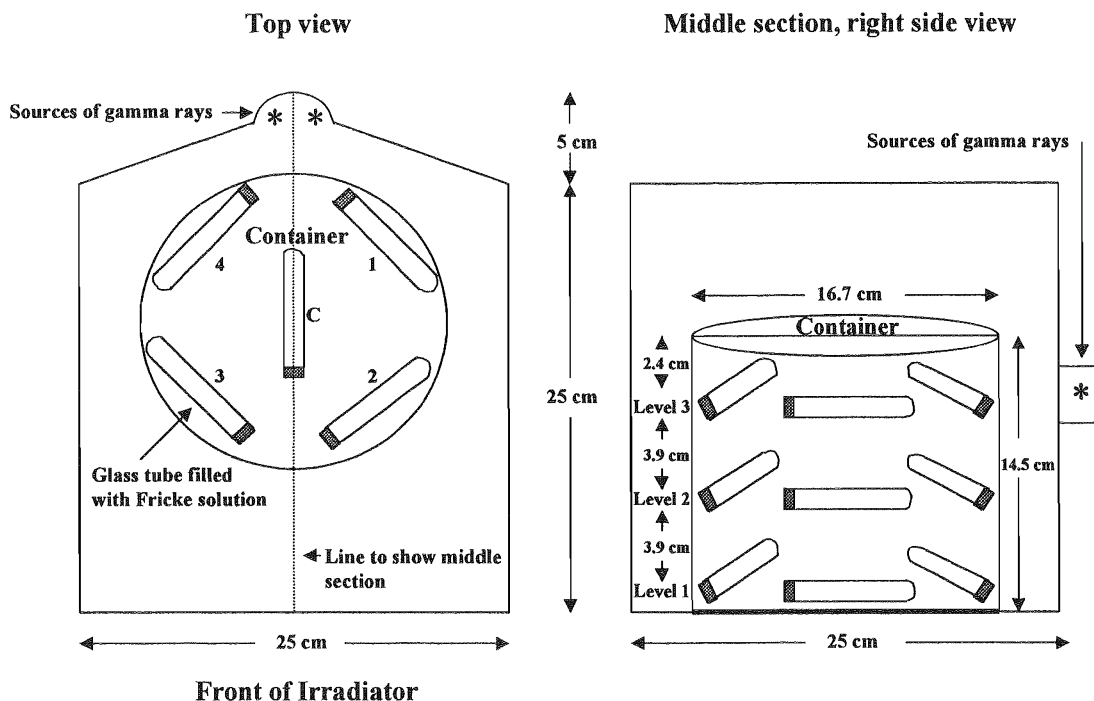 Top view
Sources of gamma rays
* *
Container
4
1
C
3
2
Glass tube filled
with Fricke solution
Line to show middle
section
25 cm
Front of Irradiator
5 cm
25 cm
Middle section, right side view
Sources of gamma rays
*
16.7 cm
Container
2.4 cm
Level 3
3.9 cm
Level 2
3.9 cm
Level 1
14.5 cm
25 cm